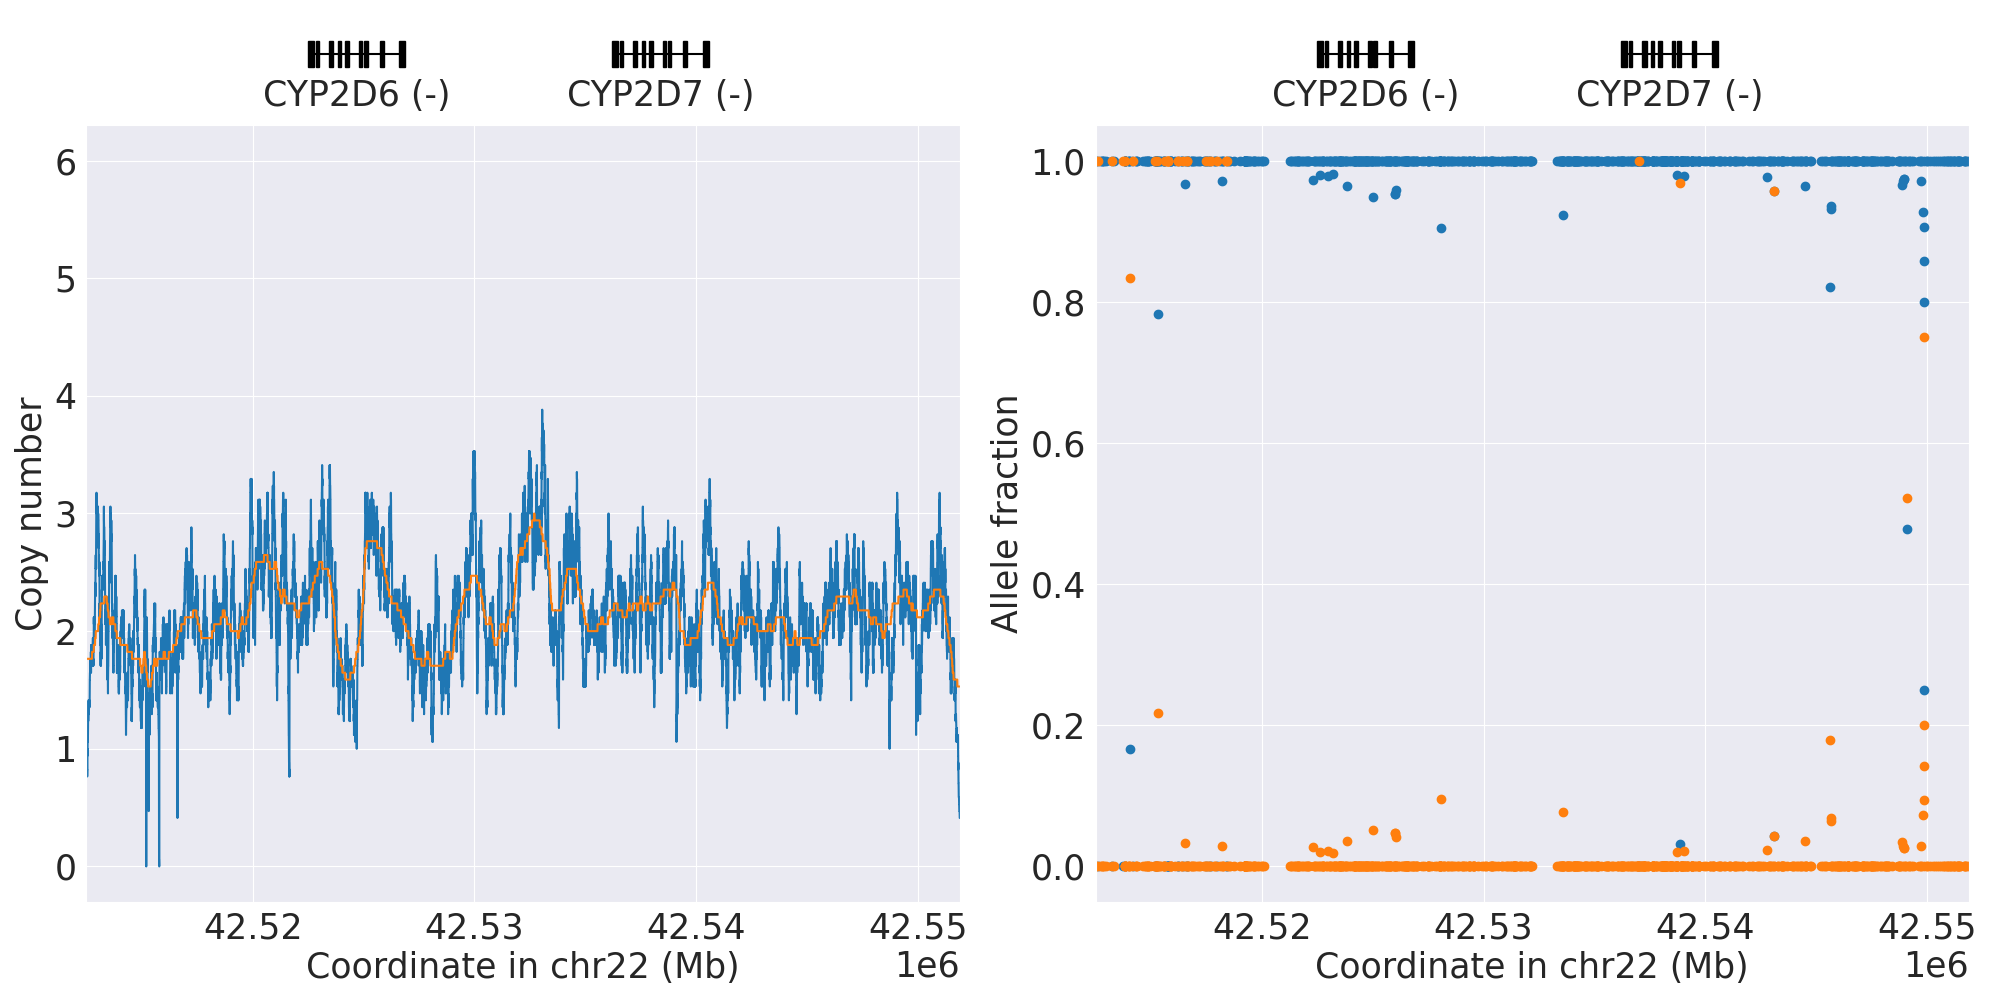 CYP2D6 (-) CYP2D7 (-)
6
5
4
3
2
1
0
Copy number
42.52 42.53 42.54 42.55
Coordinate in chr22 (Mb) 1e6
CYP2D6 (-) CYP2D7 (-)
1.0
0.8
0.6
0.4
0.2
0.0
Allele fraction
42.52 42.53 42.54 42.55
Coordinate in chr22 (Mb) 1e6